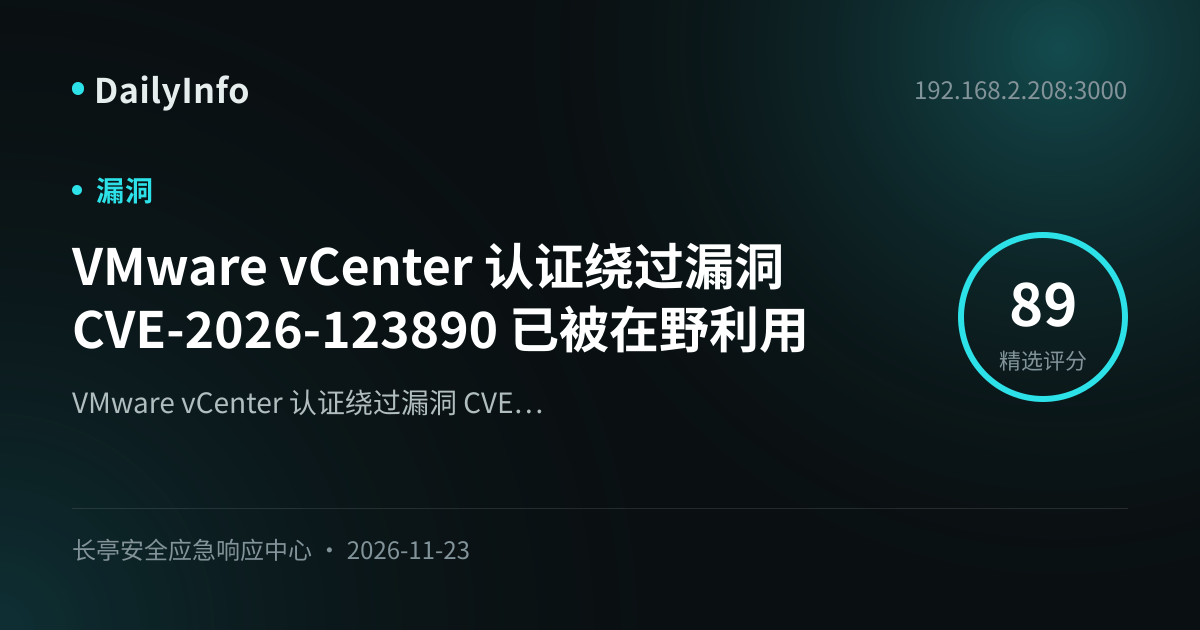 DailyInfo
192.168.2.208:3000
漏洞
VMware vCenter 认证绕过漏洞
CVE-2026-123890 已被在野利用
VMware vCenter 认证绕过漏洞 CVE…
89
精选评分
长亭安全应急响应中心 · 2026-11-23